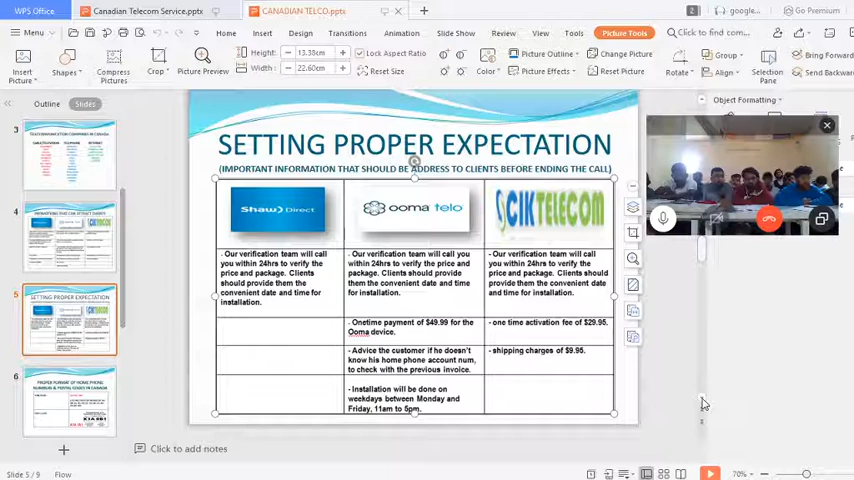 WPS Office
Canadian Telecom Service.pptx
CANADIAN TELCO.pptx
2
google...
Go Premium
Menu
Home
Insert
Design
Transitions
Animation
Slide Show
Review
View
Picture Tools
Click to find com...
Insert
Picture
Shapes
Compress
Pictures
Crop
Picture Preview
Height:
13.38cm
Width:
22.60cm
Lock Aspect Ratio
Reset Size
Color
Picture Outline
Picture Effects
Change Picture
Reset Picture
Rotate
Group
Align
Selection
Pane
Bring Forward
Send Backward
Outline
Slides
3
TELECOMMUNICATION COMPANIES IN CANADA
4
5
SETTING PROPER EXPECTATION
6
PROPER FORMAT OF HOME PHONE
NUMBERS & POSTAL CODES IN CANADA
SETTING PROPER EXPECTATION
(IMPORTANT INFORMATION THAT SHOULD BE ADDRESS TO CLIENTS BEFORE ENDING THE CALL)
Shaw) Direct
ooma telo
CIKTELECOM
- Our verification team will call
you within 24hrs to verify the
price and package. Clients
should provide them the
convenient date and time for
installation.
- Our verification team will call
you within 24hrs to verify the
package. Clients should provide
them the convenient date and time
for installation.
- Our verification team will call
you within 24hrs to verify the
price and package. Clients should
provide them the convenient date
and time for installation.
- Onetime payment of $49.99 for the
Ooma device.
- one time activation fee of $29.95.
- Advice the customer if he doesn't
know his home phone account num,
to check with the previous invoice.
- shipping charges of $9.95.
- Installation will be done on
weekdays between Monday and
Friday, 11am to 5pm.
Object Formatting
Click to add notes
Slide 5 / 9
Flow
70%